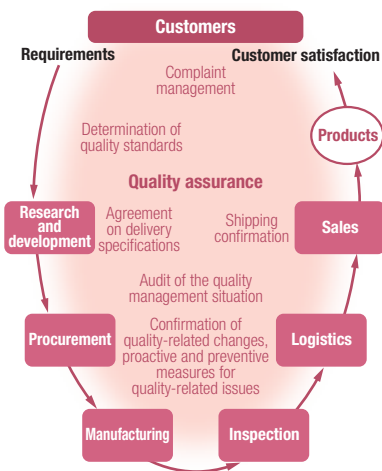 Customers
Requirements
Customer satisfaction
Complaint
management
Determination of
quality standards
Products
Quality assurance
Research
and
development
Agreement
on delivery
specifications
Shipping
confirmation
Sales
Audit of the quality
management situation
Procurement
Confirmation of
quality-related changes,
proactive and preventive
measures for
quality-related issues
Logistics
Manufacturing
Inspection